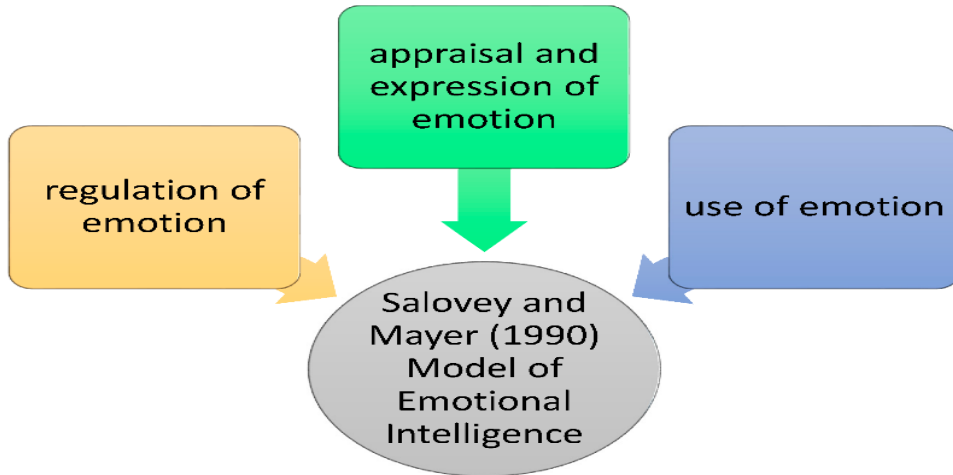 appraisal and
expression of
emotion
regulation of
emotion
use of emotion
Salovey and
Mayer (1990)
Model of
Emotional
Intelligence